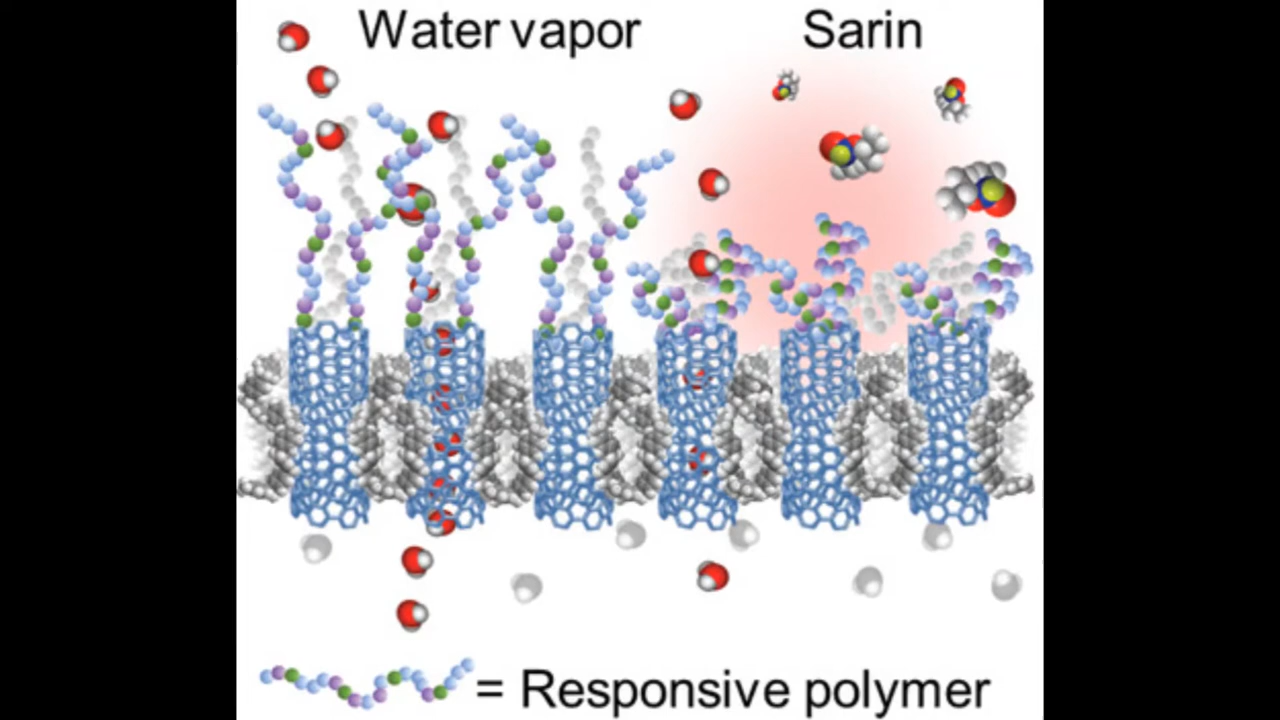 Water vapor
Sarin
= Responsive polymer